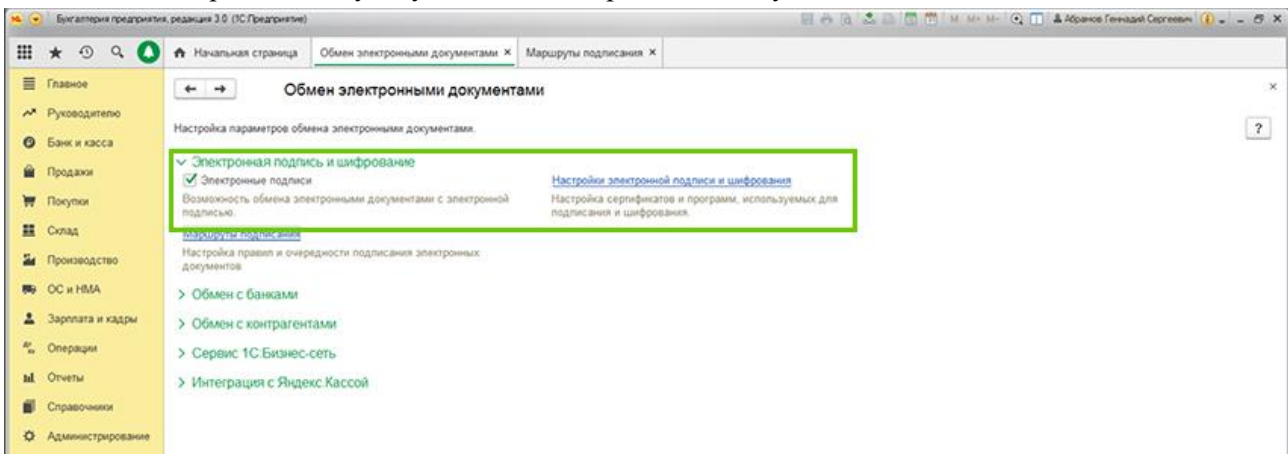 Бухгалтерия предприятия, редакция 3.0 (1С:Предприятие)
M M+ M-
Абрамов Геннадий Сергеевич
Начальная страница
Обмен электронными документами ×
Маршруты подписания ×
Главное
Руководителю
Банк и касса
Продажи
Покупки
Склад
Производство
ОС и НМА
Зарплата и кадры
Операции
Отчеты
Справочники
Администрирование
Обмен электронными документами
Настройка параметров обмена электронными документами.
?
Электронная подпись и шифрование
Электронные подписи
Возможность обмена электронными документами с электронной
подписью.
Настройки электронной подписи и шифрования
Настройка сертификатов и программ, используемых для
подписания и шифрования.
Маршруты подписания
Настройка правил и очередности подписания электронных
документов
Обмен с банками
Обмен с контрагентами
Сервис 1С:Бизнес-сеть
Интеграция с Яндекс.Кассой